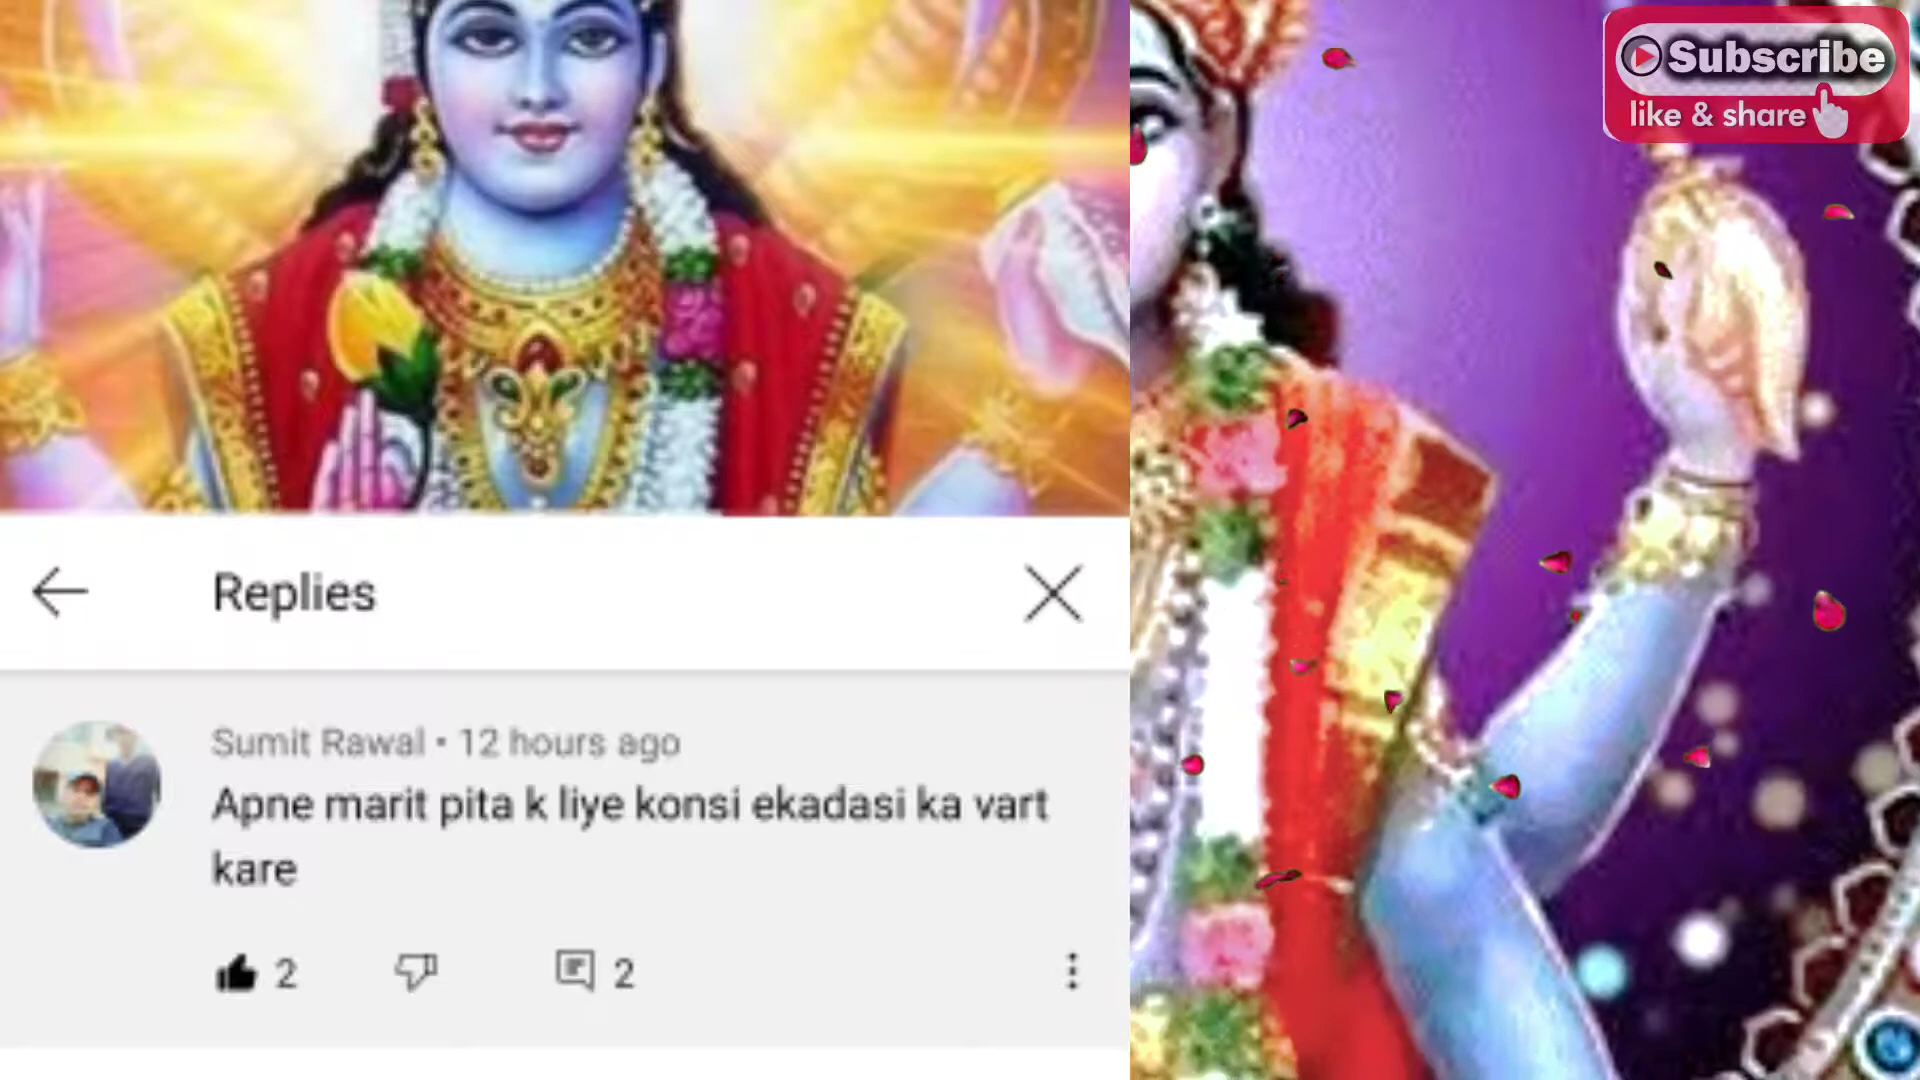 Subscribe
like & share
Replies
Sumit Rawal • 12 hours ago
Apne marit pita k liye konsi ekadasi ka vart
kare
2
2